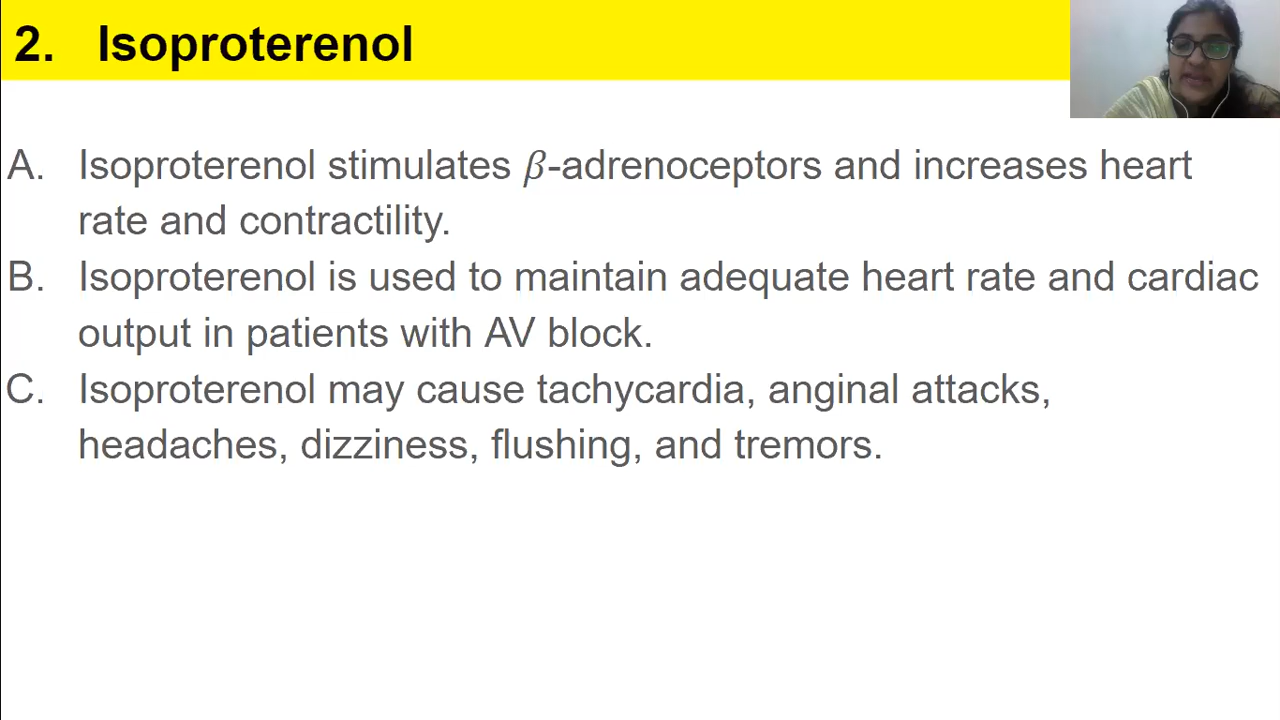 2. Isoproterenol
A. Isoproterenol stimulates β-adrenoceptors and increases heart
rate and contractility.
B. Isoproterenol is used to maintain adequate heart rate and cardiac
output in patients with AV block.
C. Isoproterenol may cause tachycardia, anginal attacks,
headaches, dizziness, flushing, and tremors.